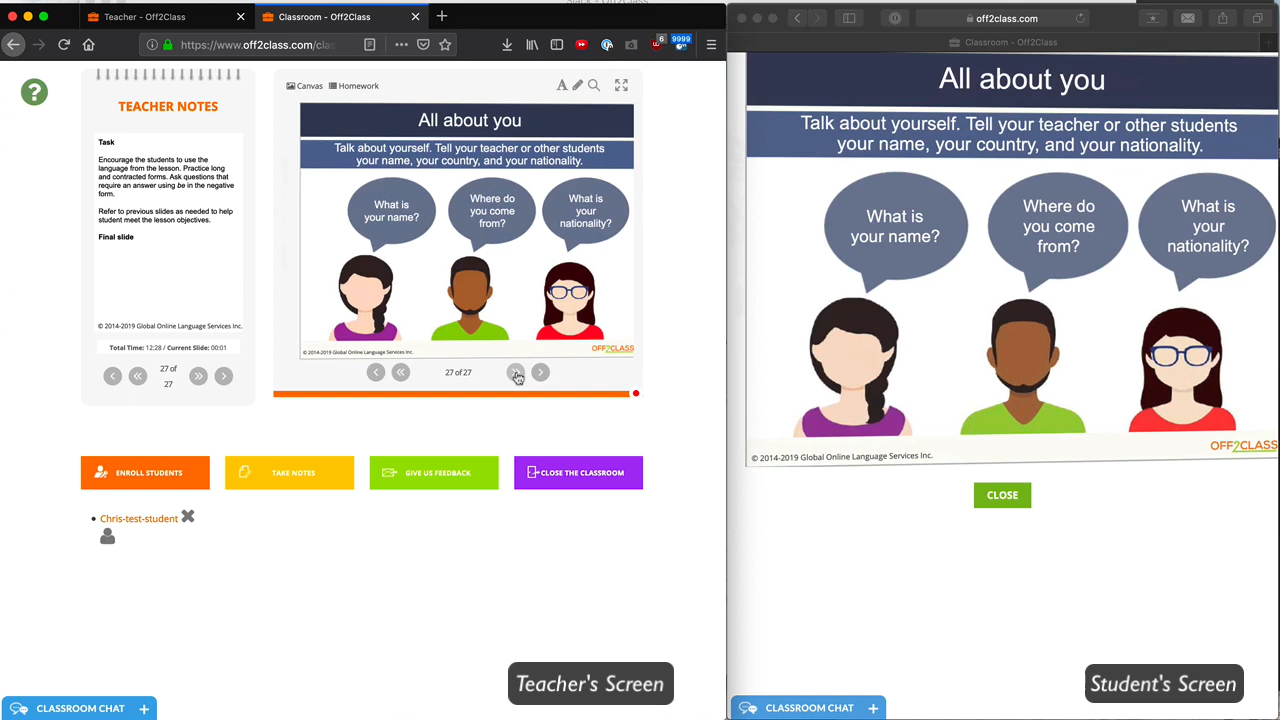 Teacher - Off2Class
Classroom - Off2Class
https://www.off2class.com/clas
6
9999
TEACHER NOTES
Task
Encourage the students to use the
language from the lesson. Practice long
and contracted forms. Ask questions that
require an answer using be in the negative
form.
Refer to previous slides as needed to help
student meet the lesson objectives.
Final slide
© 2014-2019 Global Online Language Services Inc.
Total Time: 12:28 / Current Slide: 00:01
27 of
27
Canvas
Homework
All about you
Talk about yourself. Tell your teacher or other students
your name, your country, and your nationality.
What is
your name?
Where do
you come
from?
What is
your
nationality?
© 2014-2019 Global Online Language Services Inc.
OFF2CLASS
27 of 27
ENROLL STUDENTS
TAKE NOTES
GIVE US FEEDBACK
CLOSE THE CLASSROOM
Chris-test-student
Teacher's Screen
CLASSROOM CHAT +
off2class.com
Classroom - Off2Class
All about you
Talk about yourself. Tell your teacher or other students
your name, your country, and your nationality.
What is
your name?
Where do
you come
from?
What is
your
nationality?
OFF2CLASS
© 2014-2019 Global Online Language Services Inc.
CLOSE
Student's Screen
CLASSROOM CHAT +